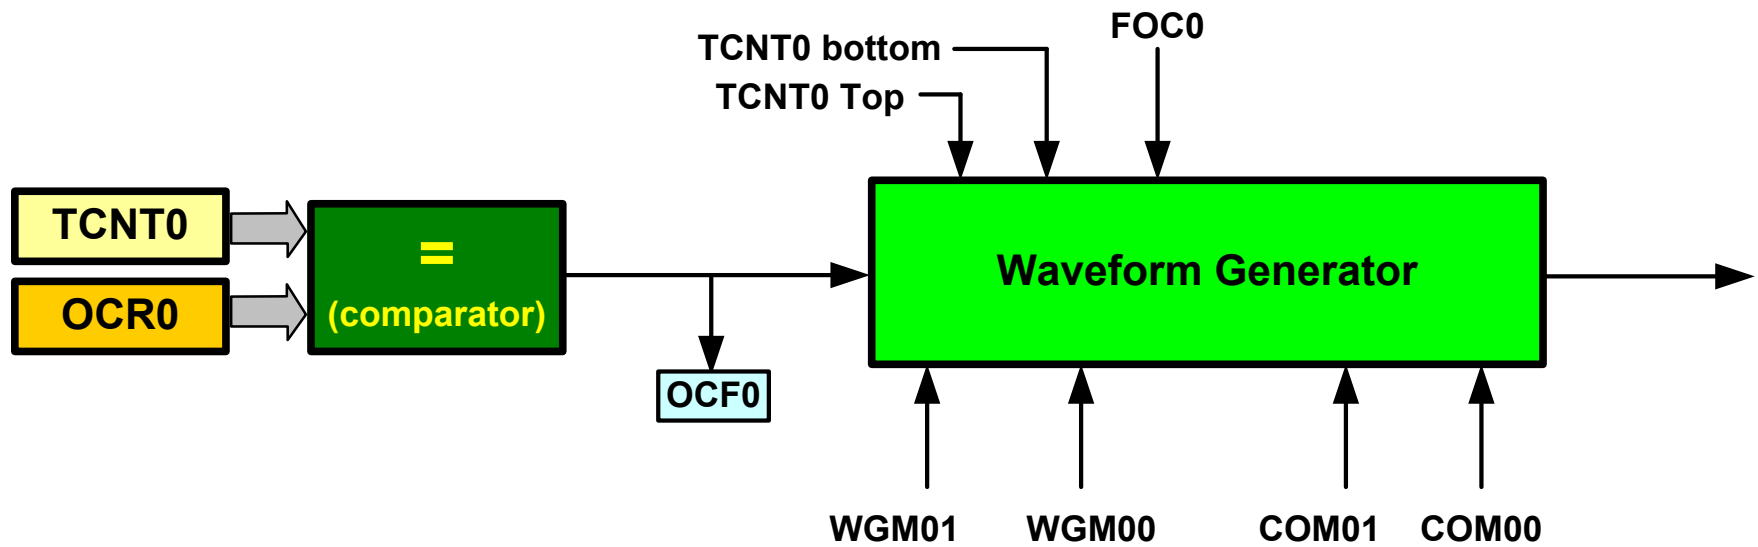 FOC0
TCNT0 bottom
TCNT0 Top
TCNT0
OCR0
=
(comparator)
Waveform Generator
OCF0
WGM01 WGM00 COM01 COM00